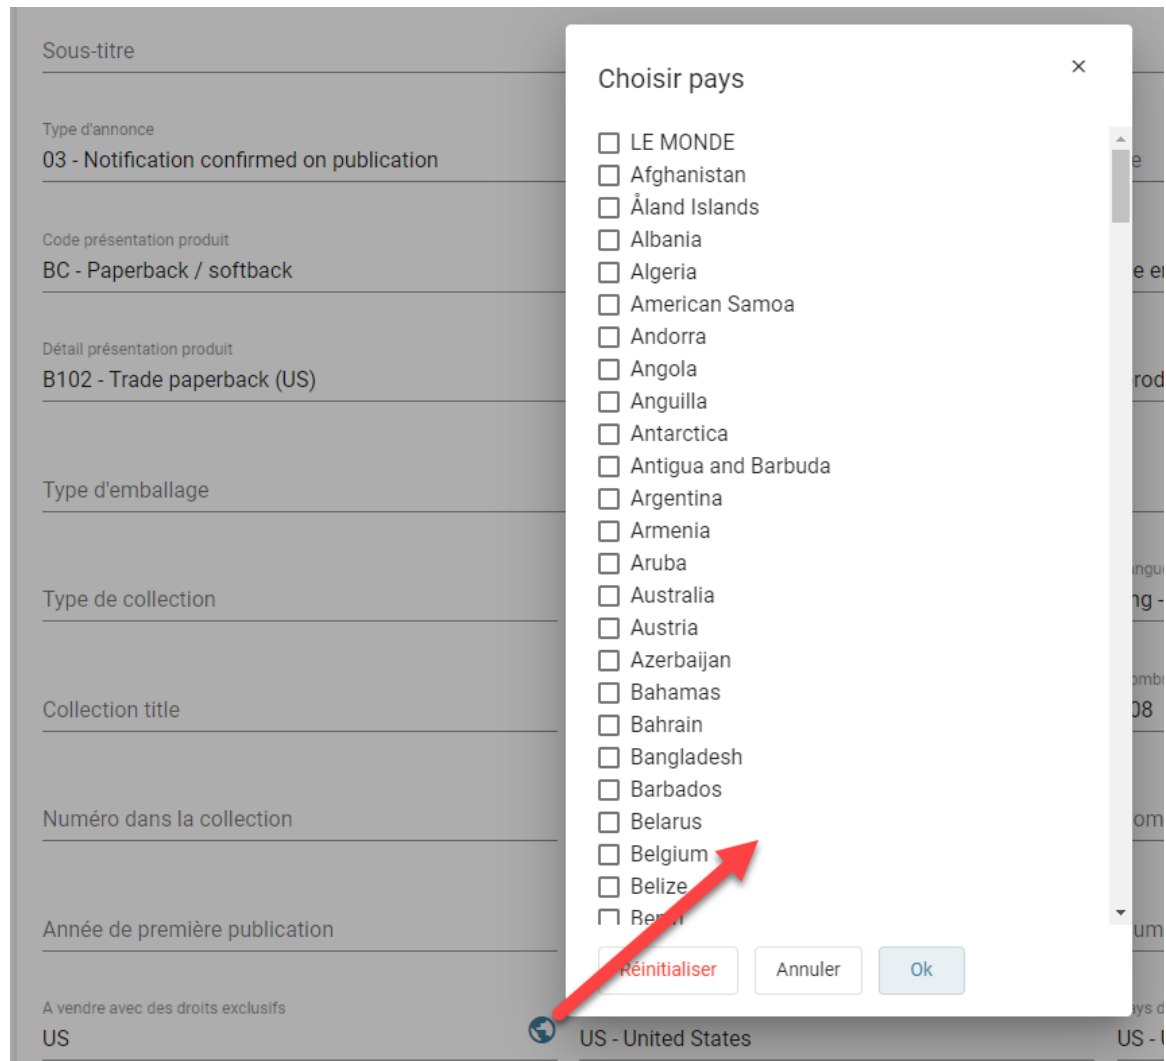 Sous-titre
Type d'annonce
03 - Notification confirmed on publication
Code présentation produit
BC - Paperback / softback
Détail présentation produit
B102 - Trade paperback (US)
Type d'emballage
Type de collection
Collection title
Numéro dans la collection
Année de première publication
A vendre avec des droits exclusifs
US
Choisir pays
×
LE MONDE
Afghanistan
Åland Islands
Albania
Algeria
American Samoa
Andorra
Angola
Anguilla
Antarctica
Antigua and Barbuda
Argentina
Armenia
Aruba
Australia
Austria
Azerbaijan
Bahamas
Bahrain
Bangladesh
Barbados
Belarus
Belgium
Belize
Benin
Réinitialiser
Annuler
Ok
US - United States
US -